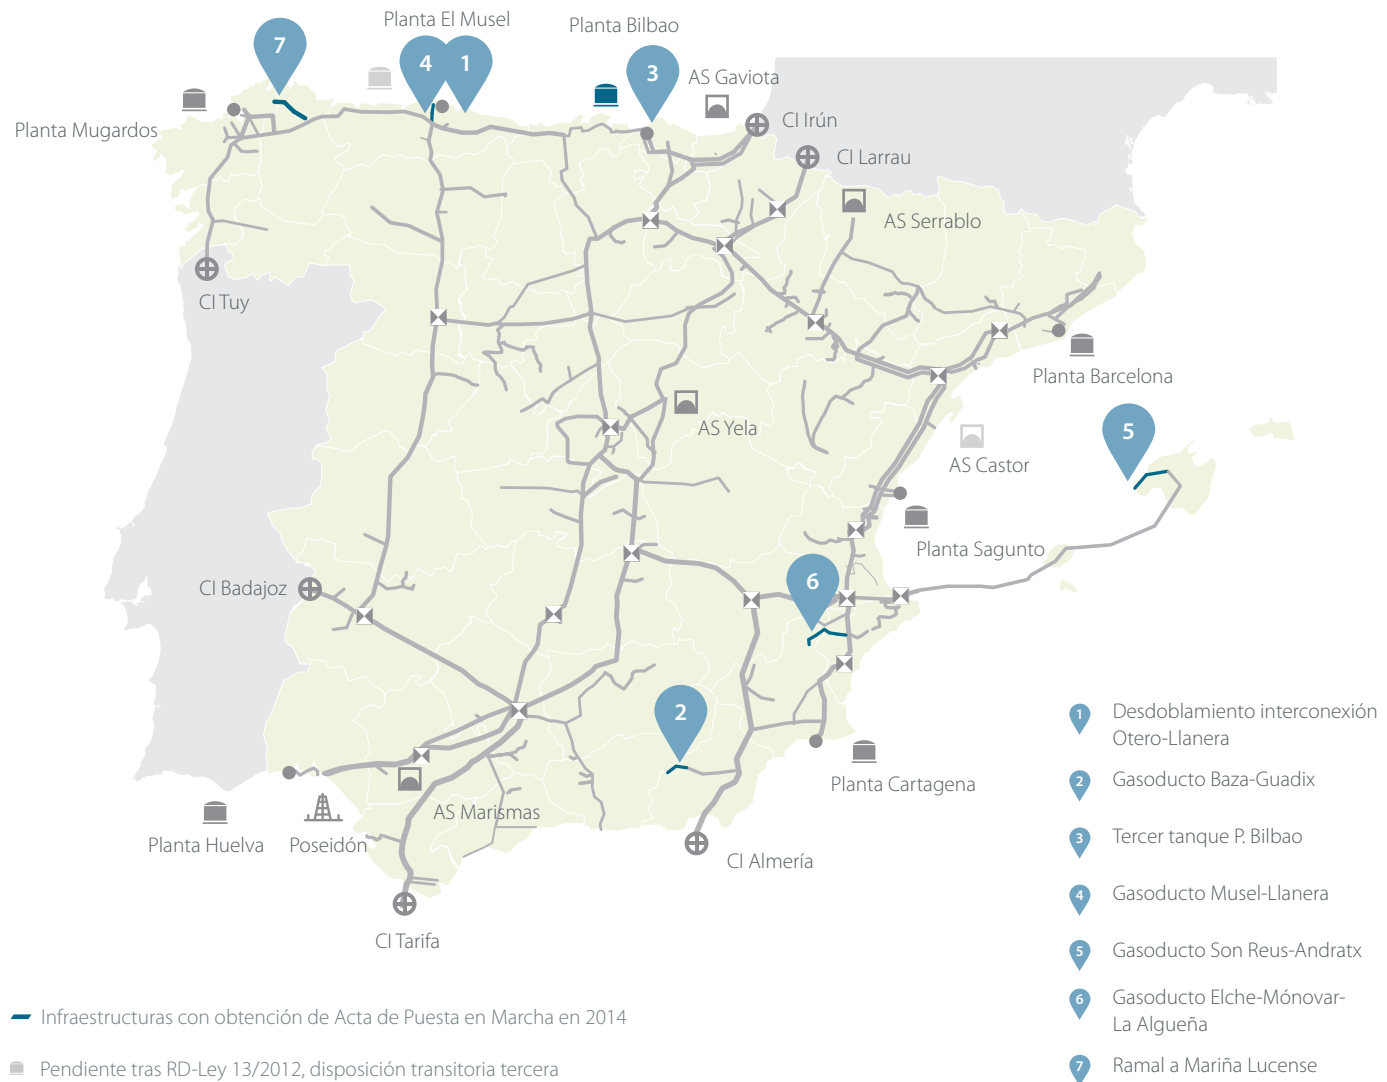 Planta El Musel
Planta Bilbao
7
4
1
3
AS Gaviota
Planta Mugardos
CI Irún
CI Larrau
AS Serrablo
CI Tuy
Planta Barcelona
AS Yela
5
AS Castor
Planta Sagunto
6
CI Badajoz
2
Planta Cartagena
AS Marismas
Planta Huelva
Poseidón
CI Almería
CI Tarifa
1 Desdoblamiento interconexión
Otero-Llanera
2 Gasoducto Baza-Guadix
3 Tercer tanque P. Bilbao
4 Gasoducto Musel-Llanera
5 Gasoducto Son Reus-Andratx
6 Gasoducto Elche-Mónovar-
La Algueña
7 Ramal a Mariña Lucense
Infraestructuras con obtención de Acta de Puesta en Marcha en 2014
Pendiente tras RD-Ley 13/2012, disposición transitoria tercera